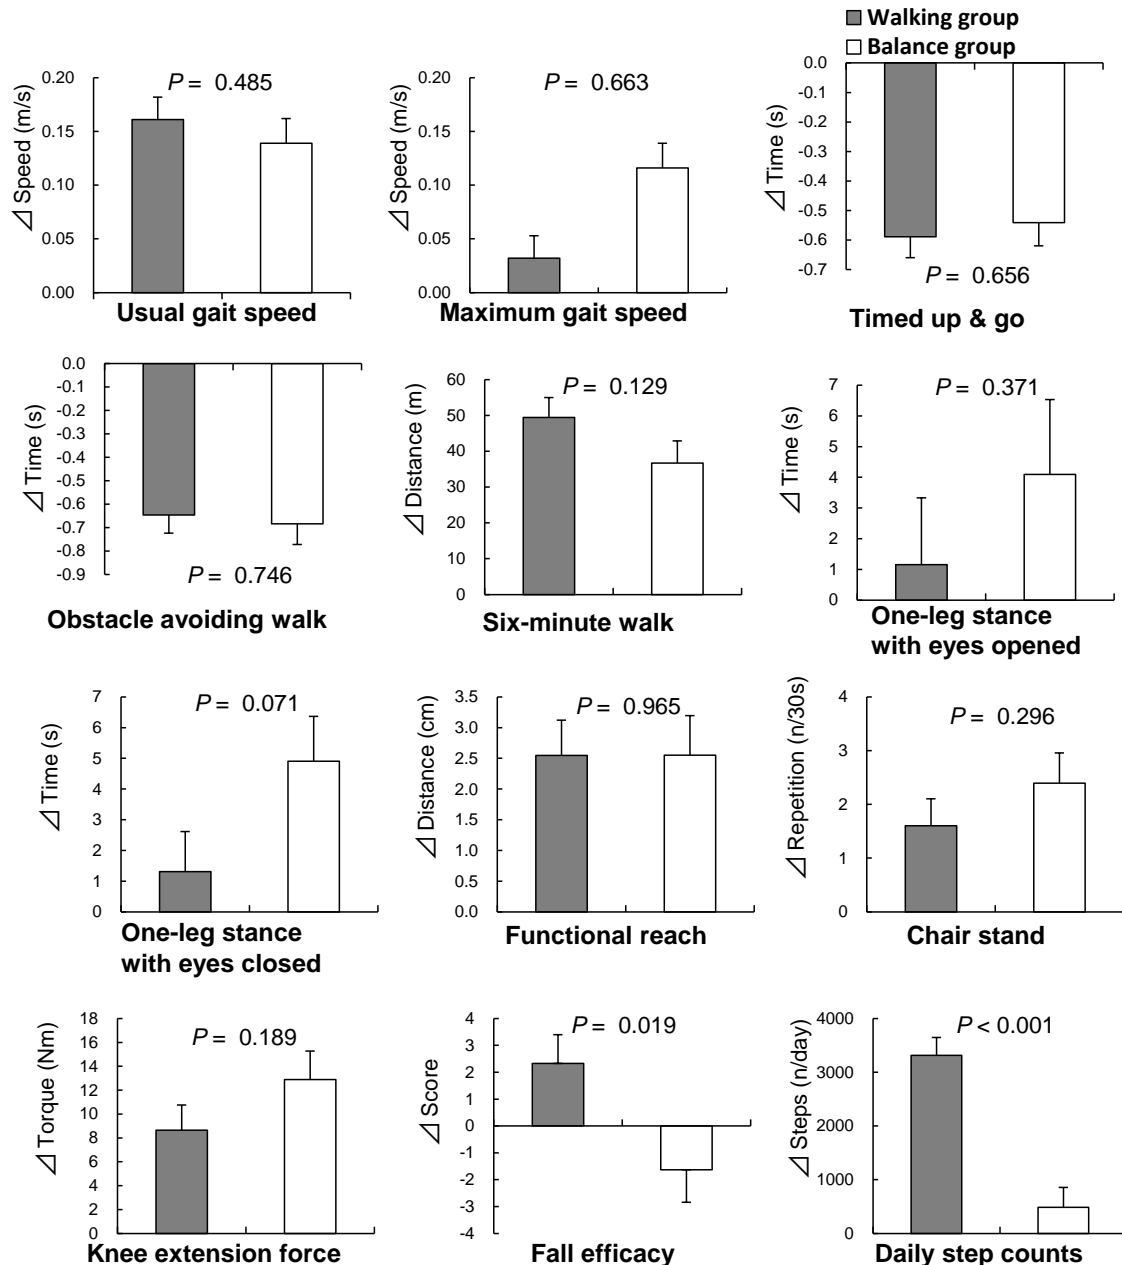 Walking group
Balance group
P = 0.485
0.20
0.15
0.10
0.05
0.00
⊿ Speed (m/s)
Usual gait speed
P = 0.663
0.20
0.15
0.10
0.05
0.00
⊿ Speed (m/s)
Maximum gait speed
0.0
-0.1
-0.2
-0.3
-0.4
-0.5
-0.6
-0.7
⊿ Time (s)
P = 0.656
Timed up & go
0.0
-0.1
-0.2
-0.3
-0.4
-0.5
-0.6
-0.7
-0.8
-0.9
⊿ Time (s)
P = 0.746
Obstacle avoiding walk
P = 0.129
60
50
40
30
20
10
0
⊿ Distance (m)
Six-minute walk
P = 0.371
7
6
5
4
3
2
1
0
⊿ Time (s)
One-leg stance
with eyes opened
P = 0.071
7
6
5
4
3
2
1
0
⊿ Time (s)
One-leg stance
with eyes closed
P = 0.965
3.5
3.0
2.5
2.0
1.5
1.0
0.5
0.0
⊿ Distance (cm)
Functional reach
P = 0.296
4
3
2
1
0
⊿ Repetition (n/30s)
Chair stand
P = 0.189
18
16
14
12
10
8
6
4
2
0
⊿ Torque (Nm)
Knee extension force
P = 0.019
4
3
2
1
0
-1
-2
-3
-4
⊿ Score
Fall efficacy
P < 0.001
4000
3000
2000
1000
0
⊿ Steps (n/day)
Daily step counts